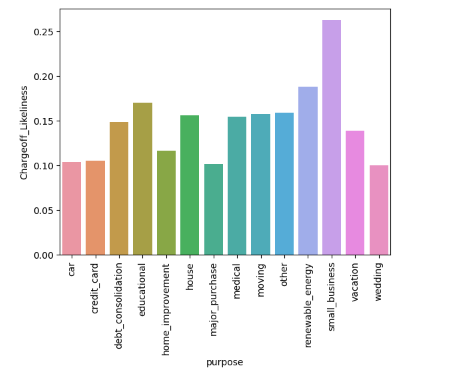 Chargeoff_Likeliness
0.25
0.20
0.15
0.10
0.05
0.00
car
credit_card
debt_consolidation
educational
home_improvement
house
major_purchase
medical
moving
other
renewable_energy
small_business
vacation
wedding
purpose